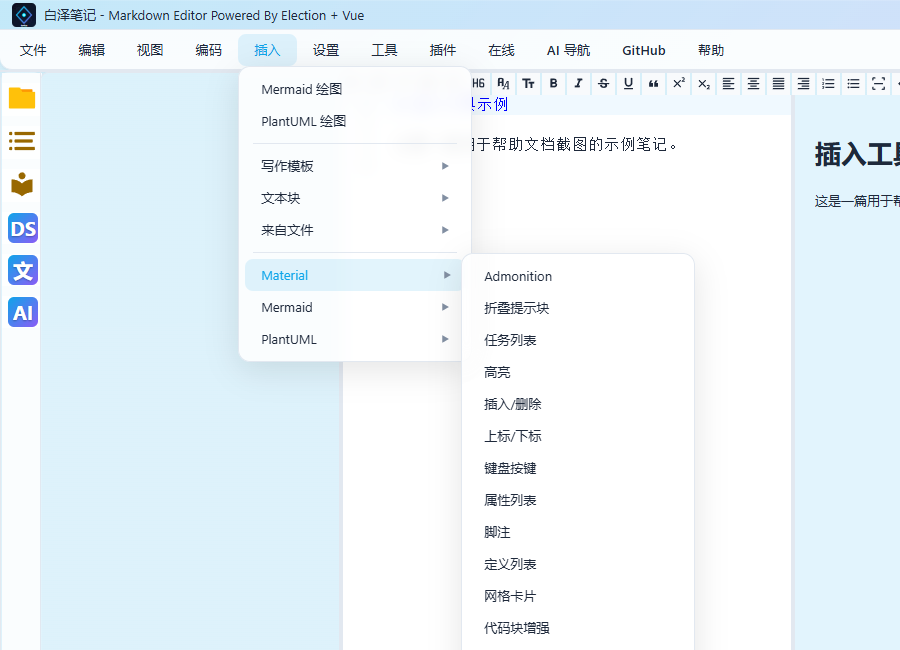 白泽笔记 - Markdown Editor Powered By Election + Vue
文件 编辑 视图 编码 插入 设置 工具 插件 在线 AI 导航 GitHub 帮助
H6 Tт B I S U “ X² X₂
示例
用于帮助文档截图的示例笔记。
插入工具
这是一篇用于帮
DS
文
AI
Mermaid 绘图
PlantUML 绘图
写作模板
文本块
来自文件
Material
Mermaid
PlantUML
Admonition
折叠提示块
任务列表
高亮
插入/删除
上标/下标
键盘按键
属性列表
脚注
定义列表
网格卡片
代码块增强